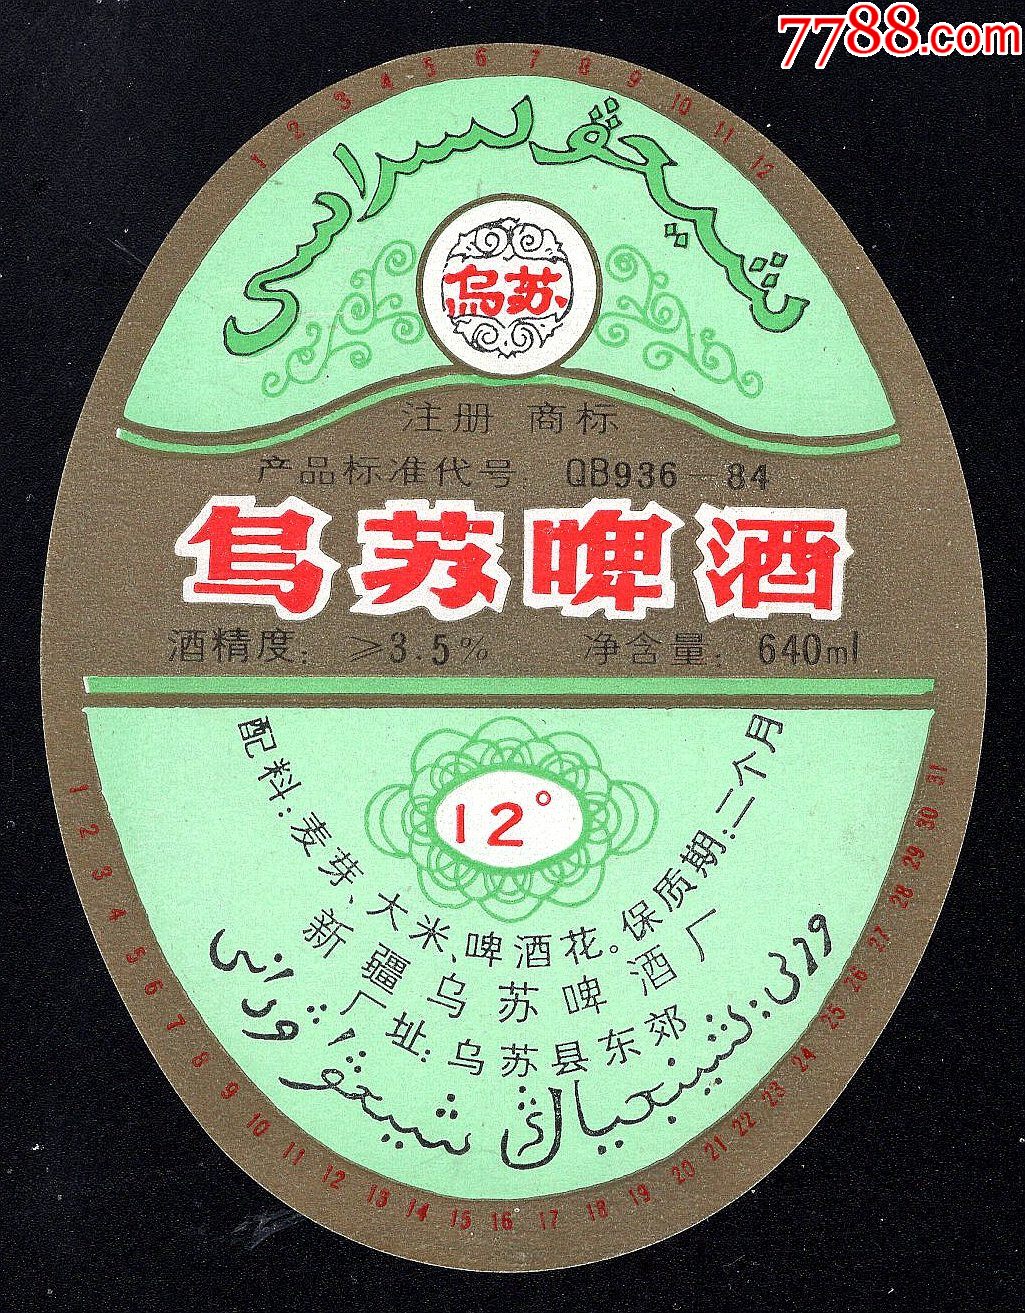 7788.com
1 2 3 4 5 6 7 8 9 10 11 12
شيحۋ سىراسى
乌苏
注册 商标
产品标准代号: QB936-84
乌苏啤酒
酒精度: ≥3.5% 净含量: 640ml
12°
配料:麦芽、大米、啤酒花。保质期:二个月
新疆乌苏啤酒厂
厂址:乌苏县东郊
1 2 3 4 5 6 7 8 9 10 11 12 13 14 15 16 17 18 19 20 21 22 23 24 25 26 27 28 29 30 31